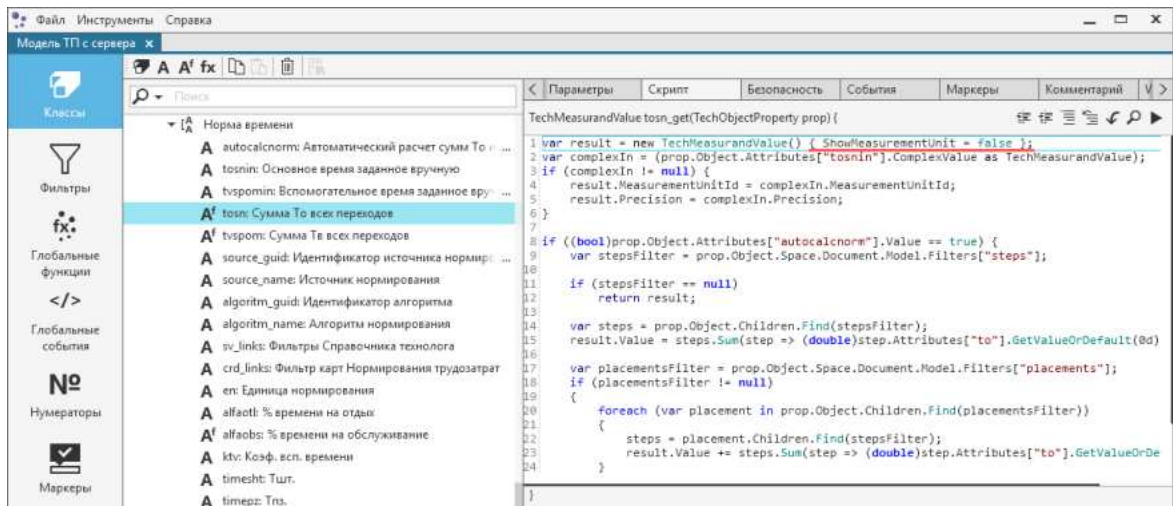 Файл Инструменты Справка
Модель ТП с сервера
Классы
Фильтры
Глобальные
функции
Глобальные
события
Нумераторы
Маркеры
Поиск
Норма времени
autocalcnorm: Автоматический расчет сумм То ...
tosnin: Основное время заданное вручную
tvspomin: Вспомогательное время заданное вру ...
tosn: Сумма То всех переходов
tvspom: Сумма Тв всех переходов
source_guid: Идентификатор источника нормир ...
source_name: Источник нормирования
algoritm_guid: Идентификатор алгоритма
algoritm_name: Алгоритм нормирования
sv_links: Фильтры Справочника технолога
crd_links: Фильтр карт Нормирования трудозатрат
en: Единица нормирования
alfaotl: % времени на отдых
alfaobs: % времени на обслуживание
ktv: Коэф. всп. времени
timesht: Тшт.
timepz: Тпз.
Параметры Скрипт Безопасность События Маркеры Комментарий
TechMeasurandValue tosn_get(TechObjectProperty prop) {
1 var result = new TechMeasurandValue() { ShowMeasurementUnit = false };
2 var complexIn = (prop.Object.Attributes["tosnin"].ComplexValue as TechMeasurandValue);
3 if (complexIn != null) {
4 result.MeasurementUnitId = complexIn.MeasurementUnitId;
5 result.Precision = complexIn.Precision;
6 }
7
8 if ((bool)prop.Object.Attributes["autocalcnorm"].Value == true) {
9 var stepsFilter = prop.Object.Space.Document.Model.Filters["steps"];
10
11 if (stepsFilter == null)
12 return result;
13
14 var steps = prop.Object.Children.Find(stepsFilter);
15 result.Value = steps.Sum(step => (double)step.Attributes["to"].GetValueOrDefault(0d)
16
17 var placementsFilter = prop.Object.Space.Document.Model.Filters["placements"];
18 if (placementsFilter != null)
19 {
20 foreach (var placement in prop.Object.Children.Find(placementsFilter))
21 {
22 steps = placement.Children.Find(stepsFilter);
23 result.Value += steps.Sum(step => (double)step.Attributes["to"].GetValueOrDe
24 }
}